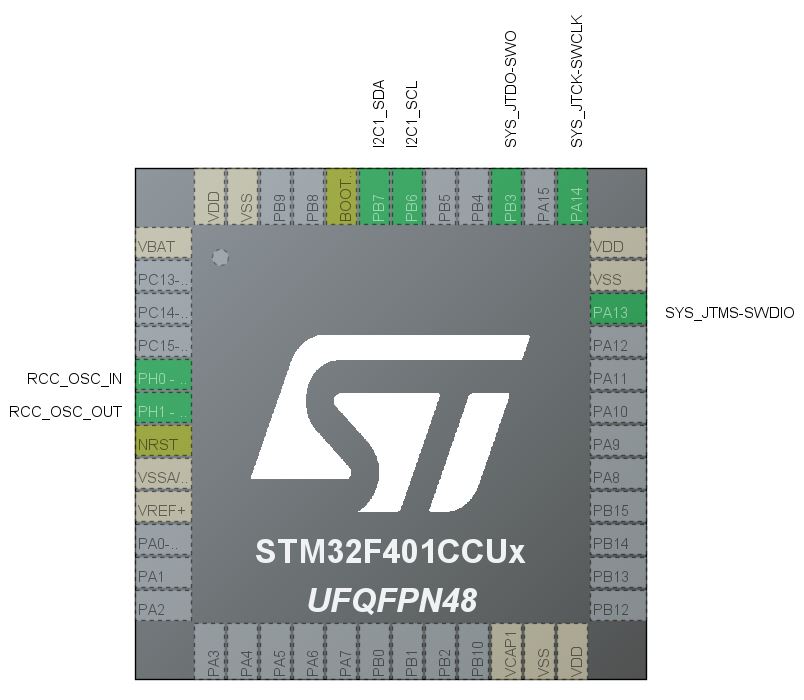 I2C1_SDA
I2C1_SCL
SYS_JTDO-SWO
SYS_JTCK-SWCLK
VDD
VSS
PB9
PB8
BOOT..
PB7
PB6
PB5
PB4
PB3
PA15
PA14
VBAT
PC13-..
PC14-..
PC15-..
RCC_OSC_IN PH0 - ..
RCC_OSC_OUT PH1 - ..
NRST
VSSA/..
VREF+
PA0-..
PA1
PA2
VDD
VSS
PA13 SYS_JTMS-SWDIO
PA12
PA11
PA10
PA9
PA8
PB15
PB14
PB13
PB12
ST
STM32F401CCUx
UFQFPN48
PA3
PA4
PA5
PA6
PA7
PB0
PB1
PB2
PB10
VCAP1
VSS
VDD